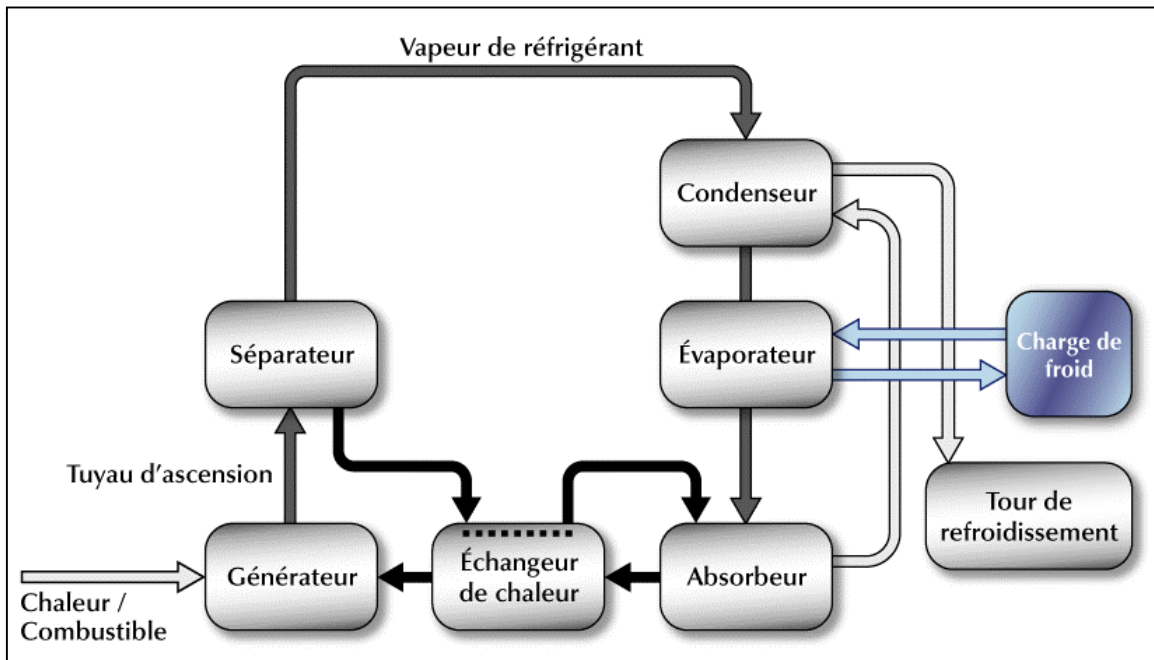 Vapeur de réfrigérant
Condenseur
Séparateur
Évaporateur
Charge de
froid
Tuyau d'ascension
Tour de
refroidissement
Générateur
Échangeur
de chaleur
Absorbeur
Chaleur /
Combustible